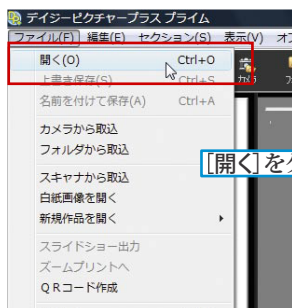 デイジーピクチャープラス プライム
ファイル(F) 編集(E) セクション(S) 表示(V)
開く(O) Ctrl+O
上書き保存(S) Ctrl+S
名前を付けて保存(A) Ctrl+A
カメラから取込
フォルダから取込
スキャナから取込
白紙画像を開く
新規作品を開く
スライドショー出力
ズームプリントへ
QRコード作成
カメラ
[開く]を